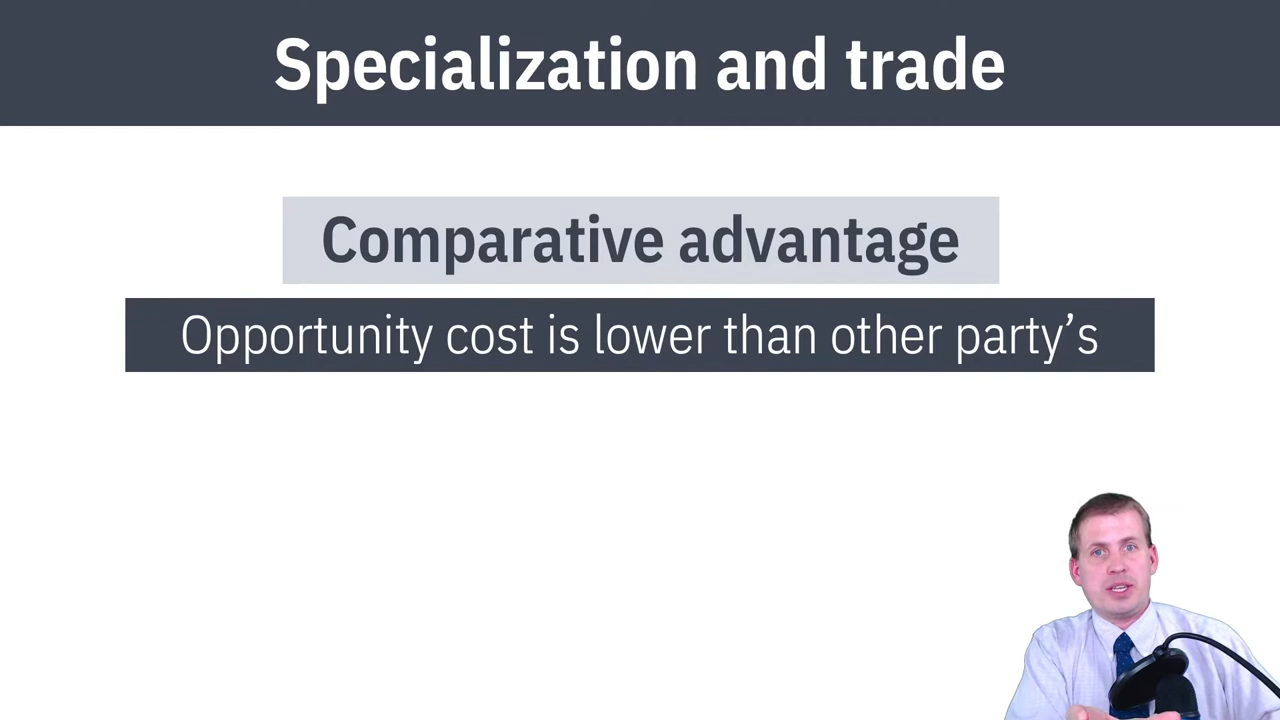 Specialization and trade
Comparative advantage
Opportunity cost is lower than other party’s